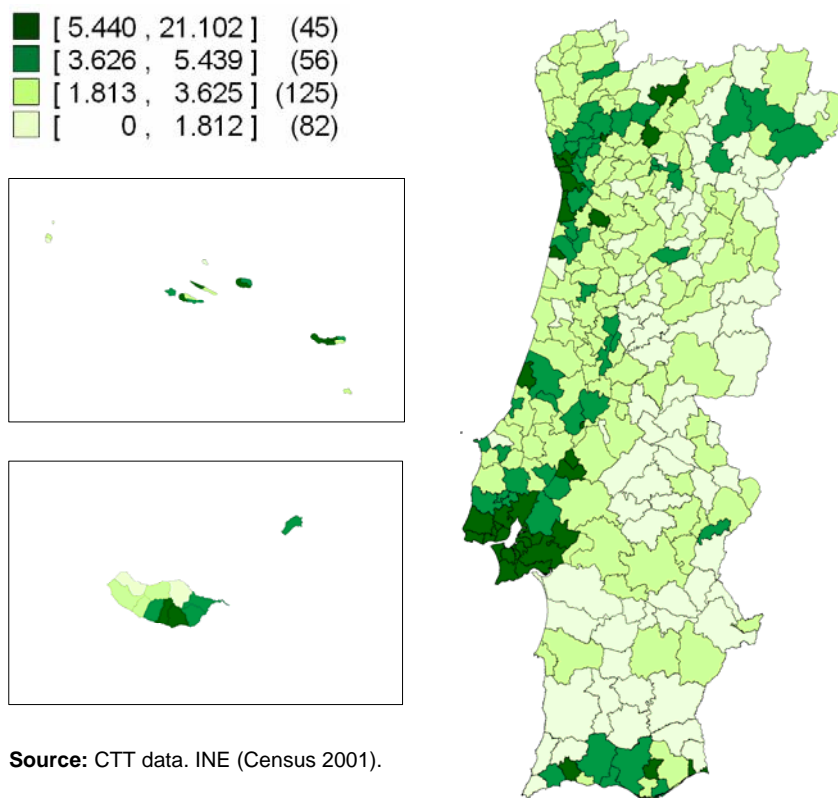 [ 5.440 , 21.102 ] (45)
[ 3.626 , 5.439 ] (56)
[ 1.813 , 3.625 ] (125)
[ 0 , 1.812 ] (82)
Source: CTT data. INE (Census 2001).